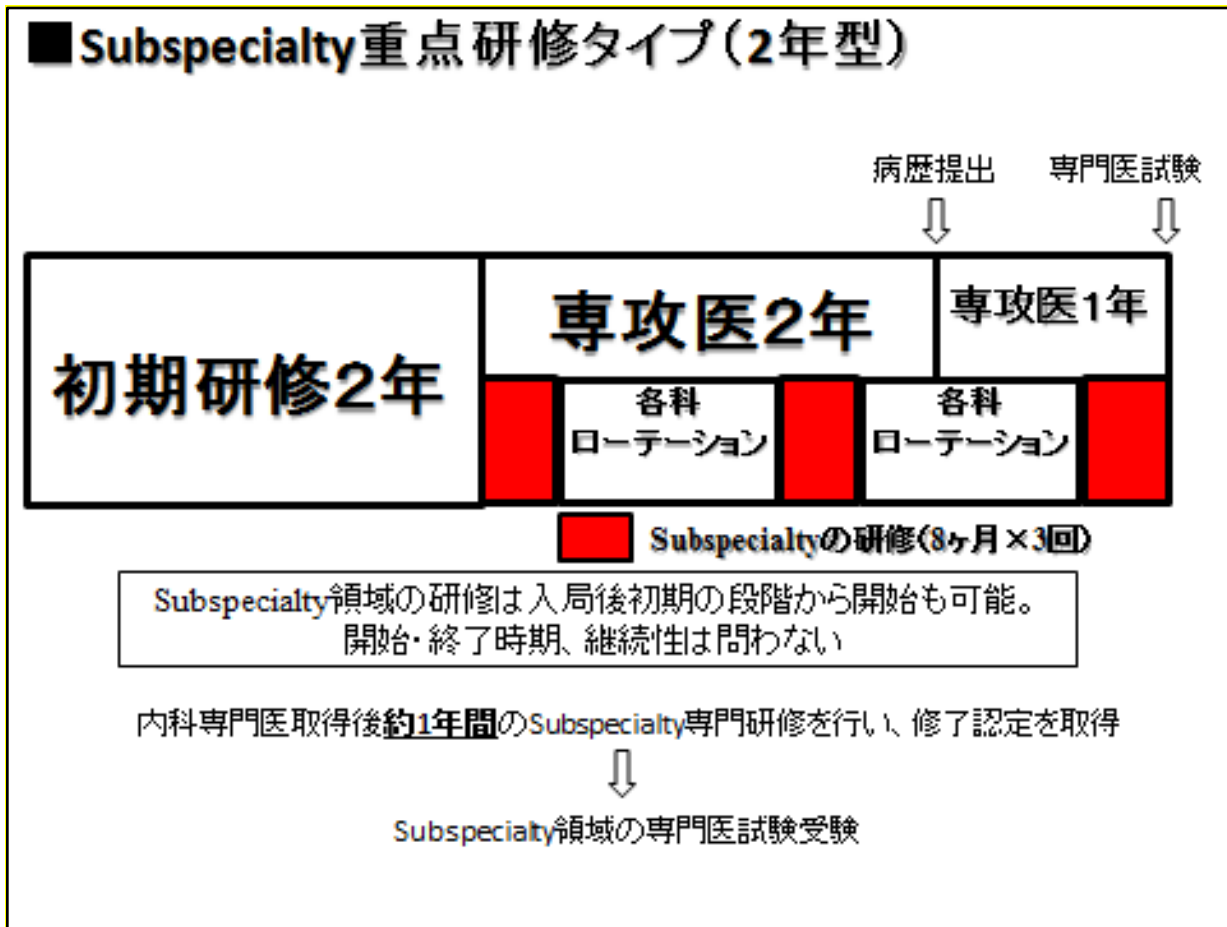 ■Subspecialty重点研修タイプ（2年型）
病歴提出
専門医試験
初期研修2年
専攻医2年
専攻医1年
各科
ローテーション
各科
ローテーション
Subspecialtyの研修(8ヶ月×3回)
Subspecialty領域の研修は入局後初期の段階から開始も可能。
開始・終了時期、継続性は問わない
内科専門医取得後約1年間のSubspecialty専門研修を行い、修了認定を取得
Subspecialty領域の専門医試験受験